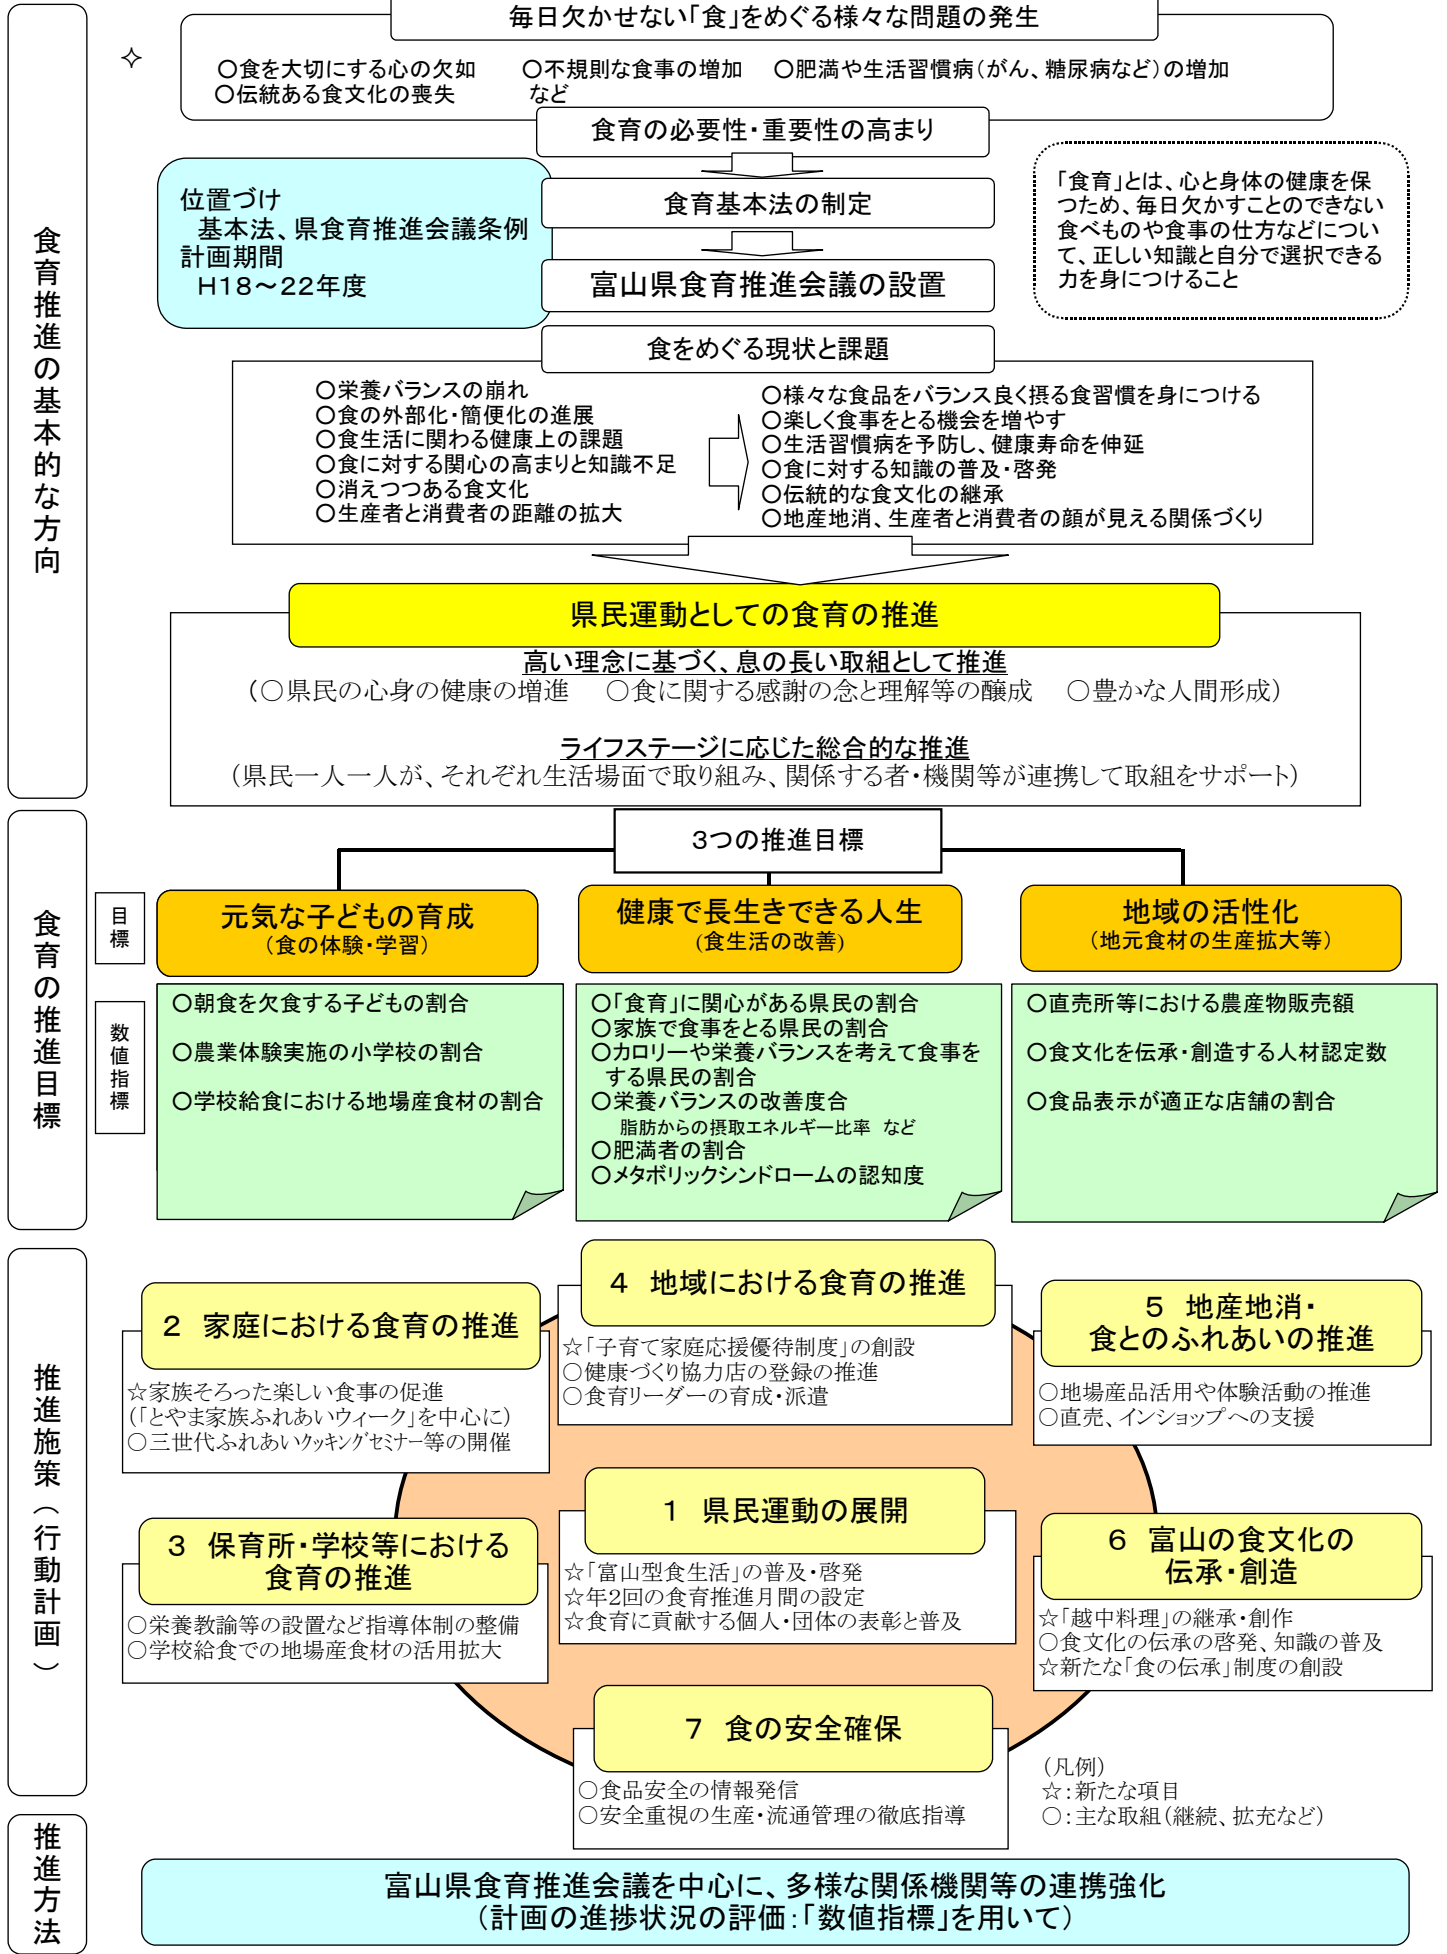 毎日欠かせない「食」をめぐる様々な問題の発生
○食を大切にする心の欠如　○不規則な食事の増加　○肥満や生活習慣病(がん、糖尿病など)の増加
○伝統ある食文化の喪失　など
食育の必要性・重要性の高まり
位置づけ
基本法、県食育推進会議条例
計画期間
H18～22年度
食育基本法の制定
富山県食育推進会議の設置
「食育」とは、心と身体の健康を保
つため、毎日欠かすことのできない
食べものや食事の仕方などについ
て、正しい知識と自分で選択できる
力を身につけること
食育推進の基本的な方向
食をめぐる現状と課題
○栄養バランスの崩れ
○食の外部化・簡便化の進展
○食生活に関わる健康上の課題
○食に対する関心の高まりと知識不足
○消えつつある食文化
○生産者と消費者の距離の拡大
○様々な食品をバランス良く摂る食習慣を身につける
○楽しく食事をとる機会を増やす
○生活習慣病を予防し、健康寿命を伸延
○食に対する知識の普及・啓発
○伝統的な食文化の継承
○地産地消、生産者と消費者の顔が見える関係づくり
県民運動としての食育の推進
高い理念に基づく、息の長い取組として推進
(○県民の心身の健康の増進　○食に関する感謝の念と理解等の醸成　○豊かな人間形成)
ライフステージに応じた総合的な推進
(県民一人一人が、それぞれ生活場面で取り組み、関係する者・機関等が連携して取組をサポート)
食育の推進目標
3つの推進目標
目標
元気な子どもの育成
(食の体験・学習)
健康で長生きできる人生
(食生活の改善)
地域の活性化
(地元食材の生産拡大等)
数値指標
○朝食を欠食する子どもの割合
○農業体験実施の小学校の割合
○学校給食における地場産食材の割合
○「食育」に関心がある県民の割合
○家族で食事をとる県民の割合
○カロリーや栄養バランスを考えて食事を
する県民の割合
○栄養バランスの改善度合
脂肪からの摂取エネルギー比率　など
○肥満者の割合
○メタボリックシンドロームの認知度
○直売所等における農産物販売額
○食文化を伝承・創造する人材認定数
○食品表示が適正な店舗の割合
推進施策(行動計画)
2　家庭における食育の推進
☆家族そろった楽しい食事の促進
(「とやま家族ふれあいウィーク」を中心に)
○三世代ふれあいクッキングセミナー等の開催
4　地域における食育の推進
☆「子育て家庭応援優待制度」の創設
○健康づくり協力店の登録の推進
○食育リーダーの育成・派遣
5　地産地消・
食とのふれあいの推進
○地場産品活用や体験活動の推進
○直売、インショップへの支援
3　保育所・学校等における
食育の推進
○栄養教諭等の設置など指導体制の整備
○学校給食での地場産食材の活用拡大
1　県民運動の展開
☆「富山型食生活」の普及・啓発
☆年2回の食育推進月間の設定
☆食育に貢献する個人・団体の表彰と普及
6　富山の食文化の
伝承・創造
☆「越中料理」の継承・創作
○食文化の伝承の啓発、知識の普及
☆新たな「食の伝承」制度の創設
7　食の安全確保
○食品安全の情報発信
○安全重視の生産・流通管理の徹底指導
(凡例)
☆:新たな項目
○:主な取組(継続、拡充など)
推進方法
富山県食育推進会議を中心に、多様な関係機関等の連携強化
(計画の進捗状況の評価:「数値指標」を用いて)